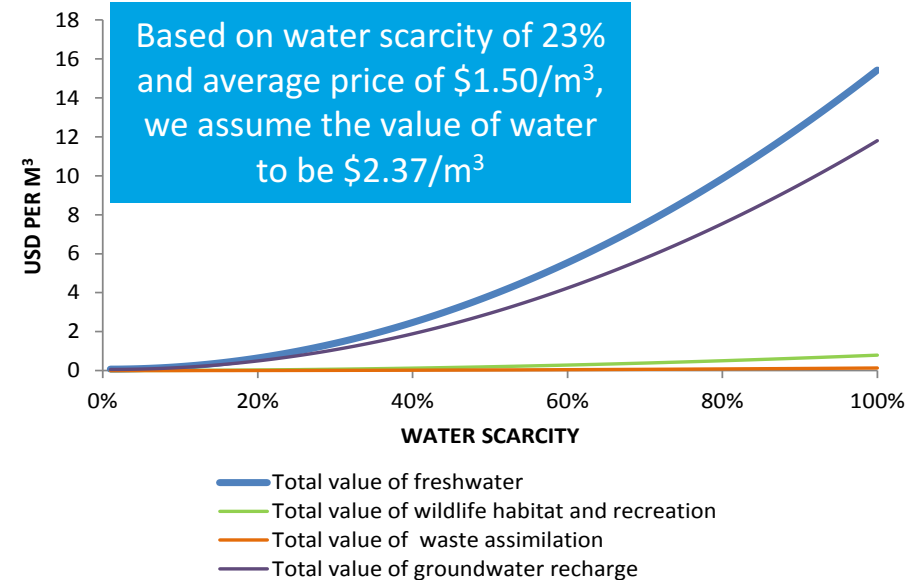 18
16
14
12
10
8
6
4
2
0
USD PER M³
Based on water scarcity of 23%
and average price of $1.50/m³,
we assume the value of water
to be $2.37/m³
0% 20% 40% 60% 80% 100%
WATER SCARCITY
Total value of freshwater
Total value of wildlife habitat and recreation
Total value of  waste assimilation
Total value of groundwater recharge